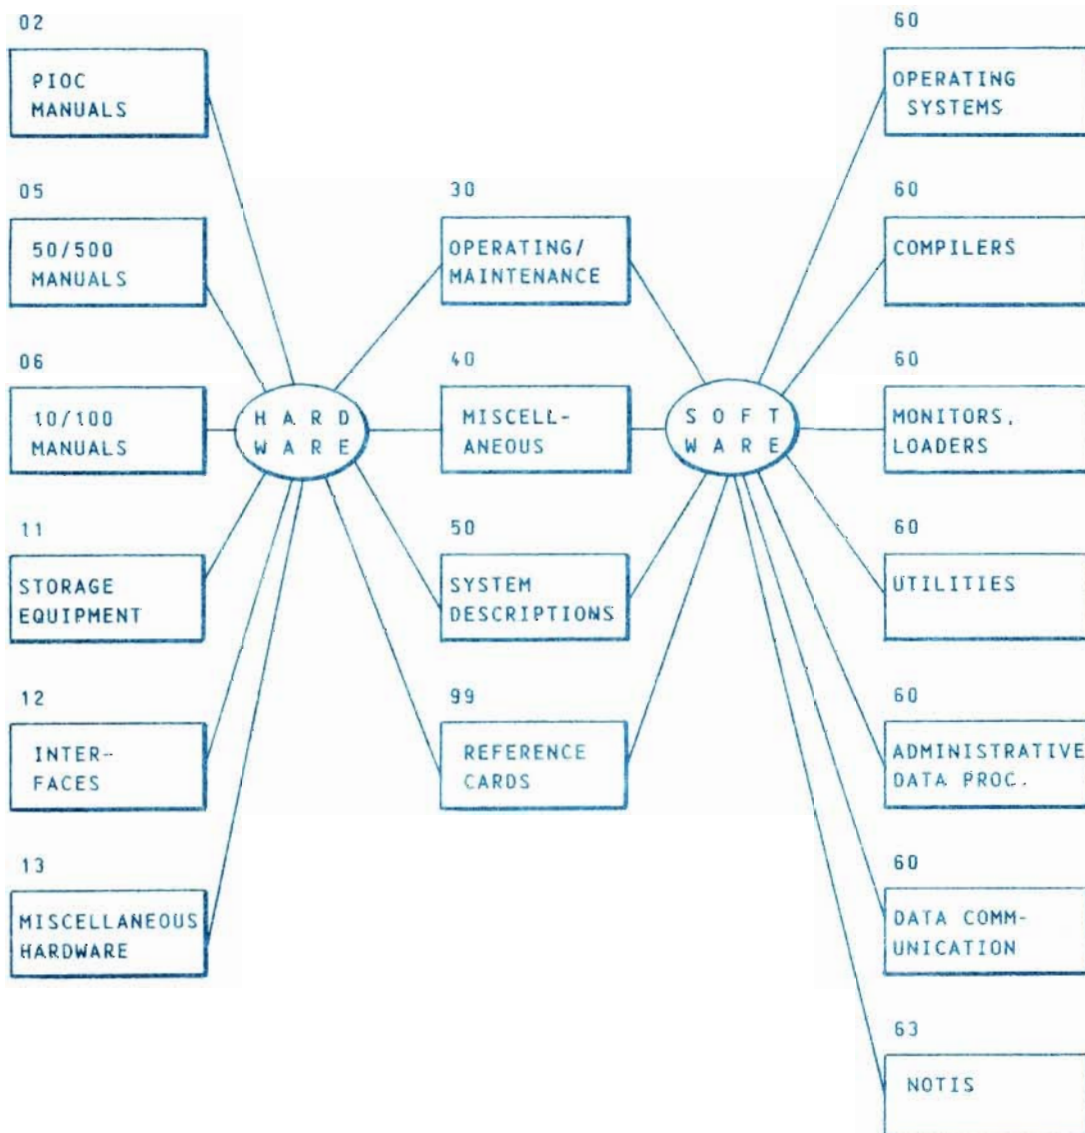 02
PIOC
MANUALS
05
50/500
MANUALS
06
10/100
MANUALS
11
STORAGE
EQUIPMENT
12
INTER-
FACES
13
MISCELLANEOUS
HARDWARE
H A R D
W A R E
30
OPERATING/
MAINTENANCE
40
MISCELL-
ANEOUS
50
SYSTEM
DESCRIPTIONS
99
REFERENCE
CARDS
S O F T
W A R E
60
OPERATING
SYSTEMS
60
COMPILERS
60
MONITORS,
LOADERS
60
UTILITIES
60
ADMINISTRATIVE
DATA PROC.
60
DATA COMM-
UNICATION
63
NOTIS